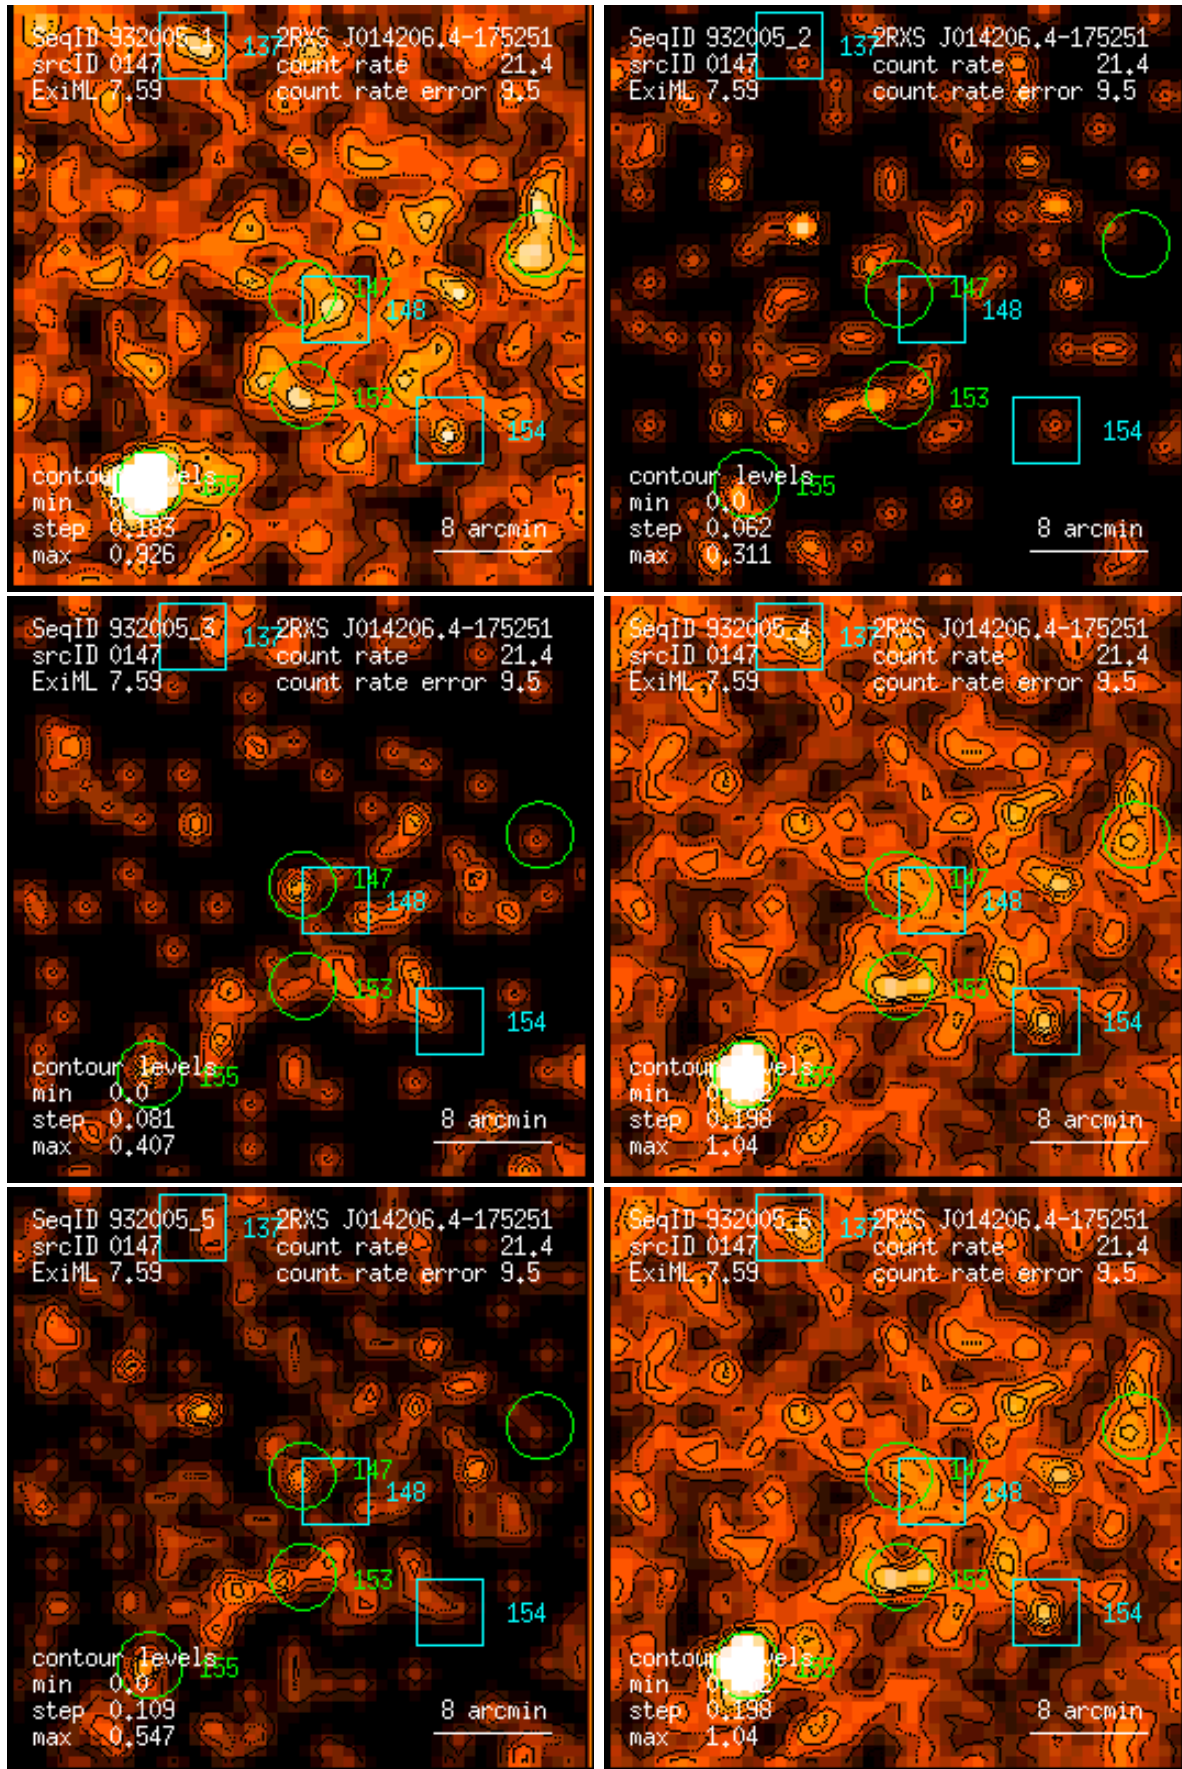 SeqID 932005_1 137 2RXS J014206.4-175251
srcID 0147 count rate 21.4
ExiML 7.59 count rate error 9.5
147
148
153
154
contour levels 155
min
step 0.183
max 0.926
8 arcmin
SeqID 932005_2 137 2RXS J014206.4-175251
srcID 0147 count rate 21.4
ExiML 7.59 count rate error 9.5
147
148
153
154
contour levels 155
min 0.0
step 0.062
max 0.311
8 arcmin
SeqID 932005_3 137 2RXS J014206.4-175251
srcID 0147 count rate 21.4
ExiML 7.59 count rate error 9.5
147
148
153
154
contour levels 155
min 0.0
step 0.081
max 0.407
8 arcmin
SeqID 932005_4 137 2RXS J014206.4-175251
srcID 0147 count rate 21.4
ExiML 7.59 count rate error 9.5
147
148
153
154
contour levels 155
min
step 0.198
max 1.04
8 arcmin
SeqID 932005_5 137 2RXS J014206.4-175251
srcID 0147 count rate 21.4
ExiML 7.59 count rate error 9.5
147
148
153
154
contour levels 155
min 0.0
step 0.109
max 0.547
8 arcmin
SeqID 932005_6 137 2RXS J014206.4-175251
srcID 0147 count rate 21.4
ExiML 7.59 count rate error 9.5
147
148
153
154
contour levels 155
min
step 0.198
max 1.04
8 arcmin